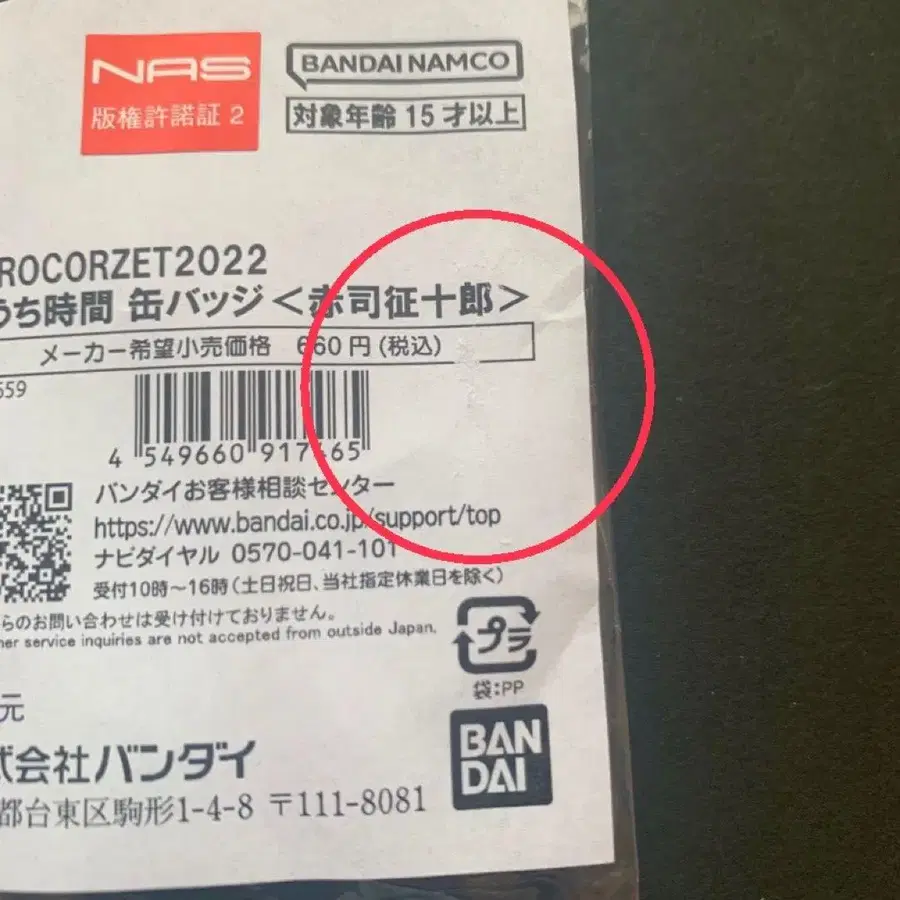 NAS
版権許諾証 2
BANDAI NAMCO
対象年齢 15 才以上
ROCORZET2022
うち時間 缶バッジ<赤司征十郎>
メーカー希望小売価格 660 円 (税込)
559
4 549660 917465
バンダイお客様相談センター
https://www.bandai.co.jp/support/top
ナビダイヤル 0570-041-101
受付10時~16時(土日祝日、当社指定休業日を除く)
らのお問い合わせは受け付けておりません。
ner service inquiries are not accepted from outside Japan.
プラ
袋:PP
元
式会社バンダイ
都台東区駒形1-4-8 〒111-8081
BAN
DAI